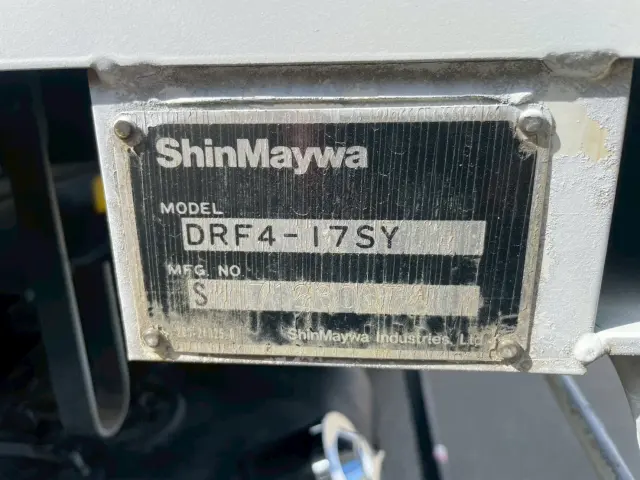 ShinMaywa
MODEL
DRF4-17SY
MFG. NO
S
ShinMaywa Industries, Ltd